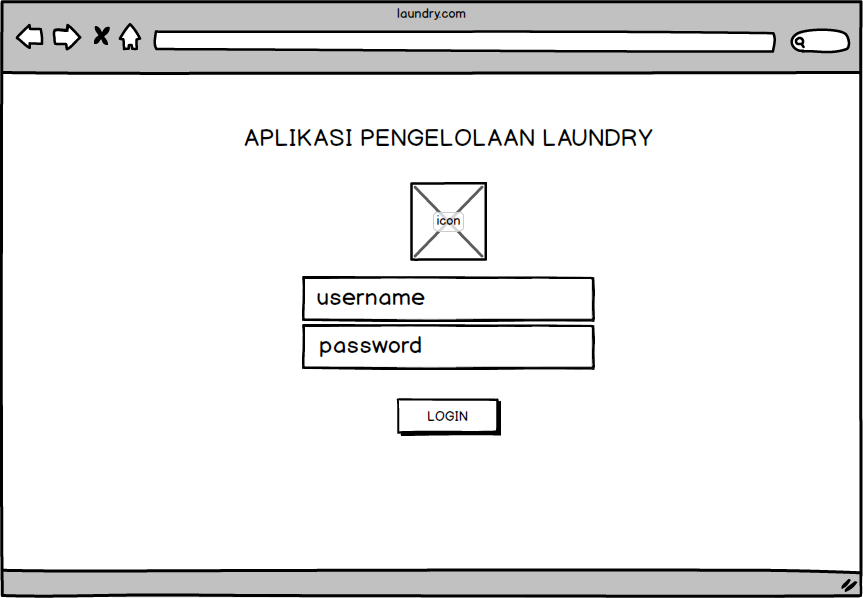 laundry.com
APLIKASI PENGELOLAAN LAUNDRY
icon
username
password
LOGIN